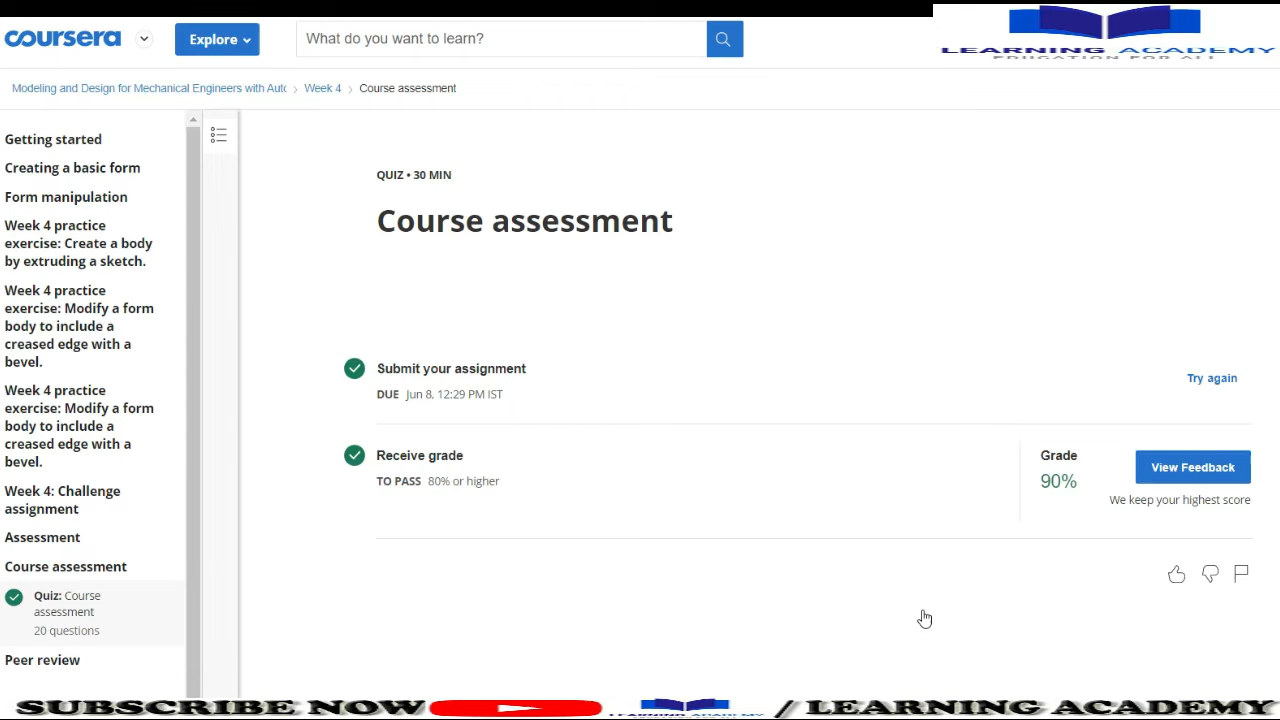 coursera
Explore
What do you want to learn?
LEARNING ACADEMY
EDUCATION FOR ALL
Modeling and Design for Mechanical Engineers with Auto
Week 4
Course assessment
Getting started
Creating a basic form
Form manipulation
Week 4 practice
exercise: Create a body
by extruding a sketch.
Week 4 practice
exercise: Modify a form
body to include a
creased edge with a
bevel.
Week 4 practice
exercise: Modify a form
body to include a
creased edge with a
bevel.
Week 4: Challenge
assignment
Assessment
Course assessment
Quiz: Course
assessment
20 questions
Peer review
QUIZ • 30 MIN
Course assessment
Submit your assignment
DUE Jun 8, 12:29 PM IST
Try again
Receive grade
TO PASS 80% or higher
Grade
90%
View Feedback
We keep your highest score
SUBSCRIBE NOW
LEARNING ACADEMY
/ LEARNING ACADEMY